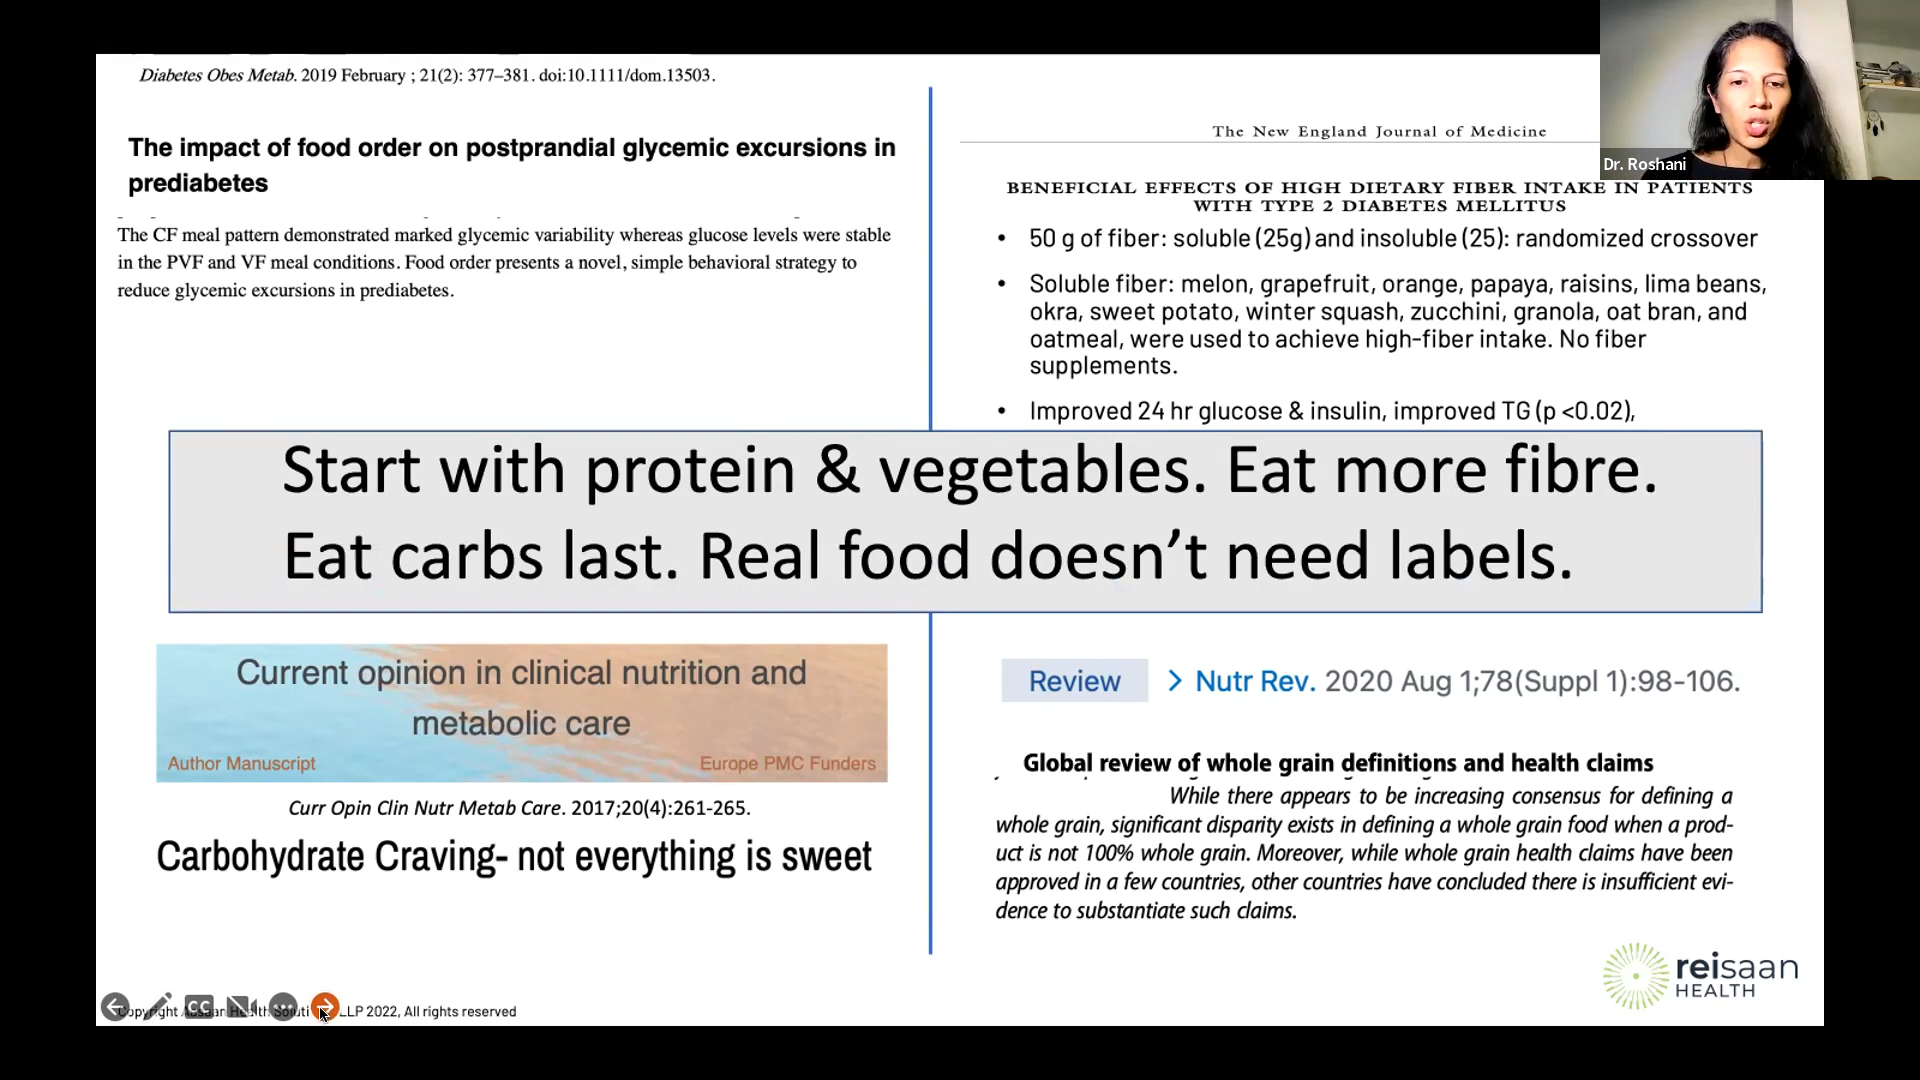 Diabetes Obes Metab. 2019 February ; 21(2): 377–381. doi:10.1111/dom.13503.
The impact of food order on postprandial glycemic excursions in
prediabetes
The CF meal pattern demonstrated marked glycemic variability whereas glucose levels were stable
in the PVF and VF meal conditions. Food order presents a novel, simple behavioral strategy to
reduce glycemic excursions in prediabetes.
The New England Journal of Medicine
Dr. Roshani
BENEFICIAL EFFECTS OF HIGH DIETARY FIBER INTAKE IN PATIENTS
WITH TYPE 2 DIABETES MELLITUS
• 50 g of fiber: soluble (25g) and insoluble (25): randomized crossover
• Soluble fiber: melon, grapefruit, orange, papaya, raisins, lima beans,
okra, sweet potato, winter squash, zucchini, granola, oat bran, and
oatmeal, were used to achieve high-fiber intake. No fiber
supplements.
• Improved 24 hr glucose & insulin, improved TG (p <0.02),
Start with protein & vegetables. Eat more fibre.
Eat carbs last. Real food doesn’t need labels.
Current opinion in clinical nutrition and
metabolic care
Author Manuscript Europe PMC Funders
Curr Opin Clin Nutr Metab Care. 2017;20(4):261-265.
Carbohydrate Craving- not everything is sweet
Review > Nutr Rev. 2020 Aug 1;78(Suppl 1):98-106.
Global review of whole grain definitions and health claims
While there appears to be increasing consensus for defining a
whole grain, significant disparity exists in defining a whole grain food when a prod-
uct is not 100% whole grain. Moreover, while whole grain health claims have been
approved in a few countries, other countries have concluded there is insufficient evi-
dence to substantiate such claims.
reisaan
HEALTH
CC
Copyright Health LLP 2022, All rights reserved